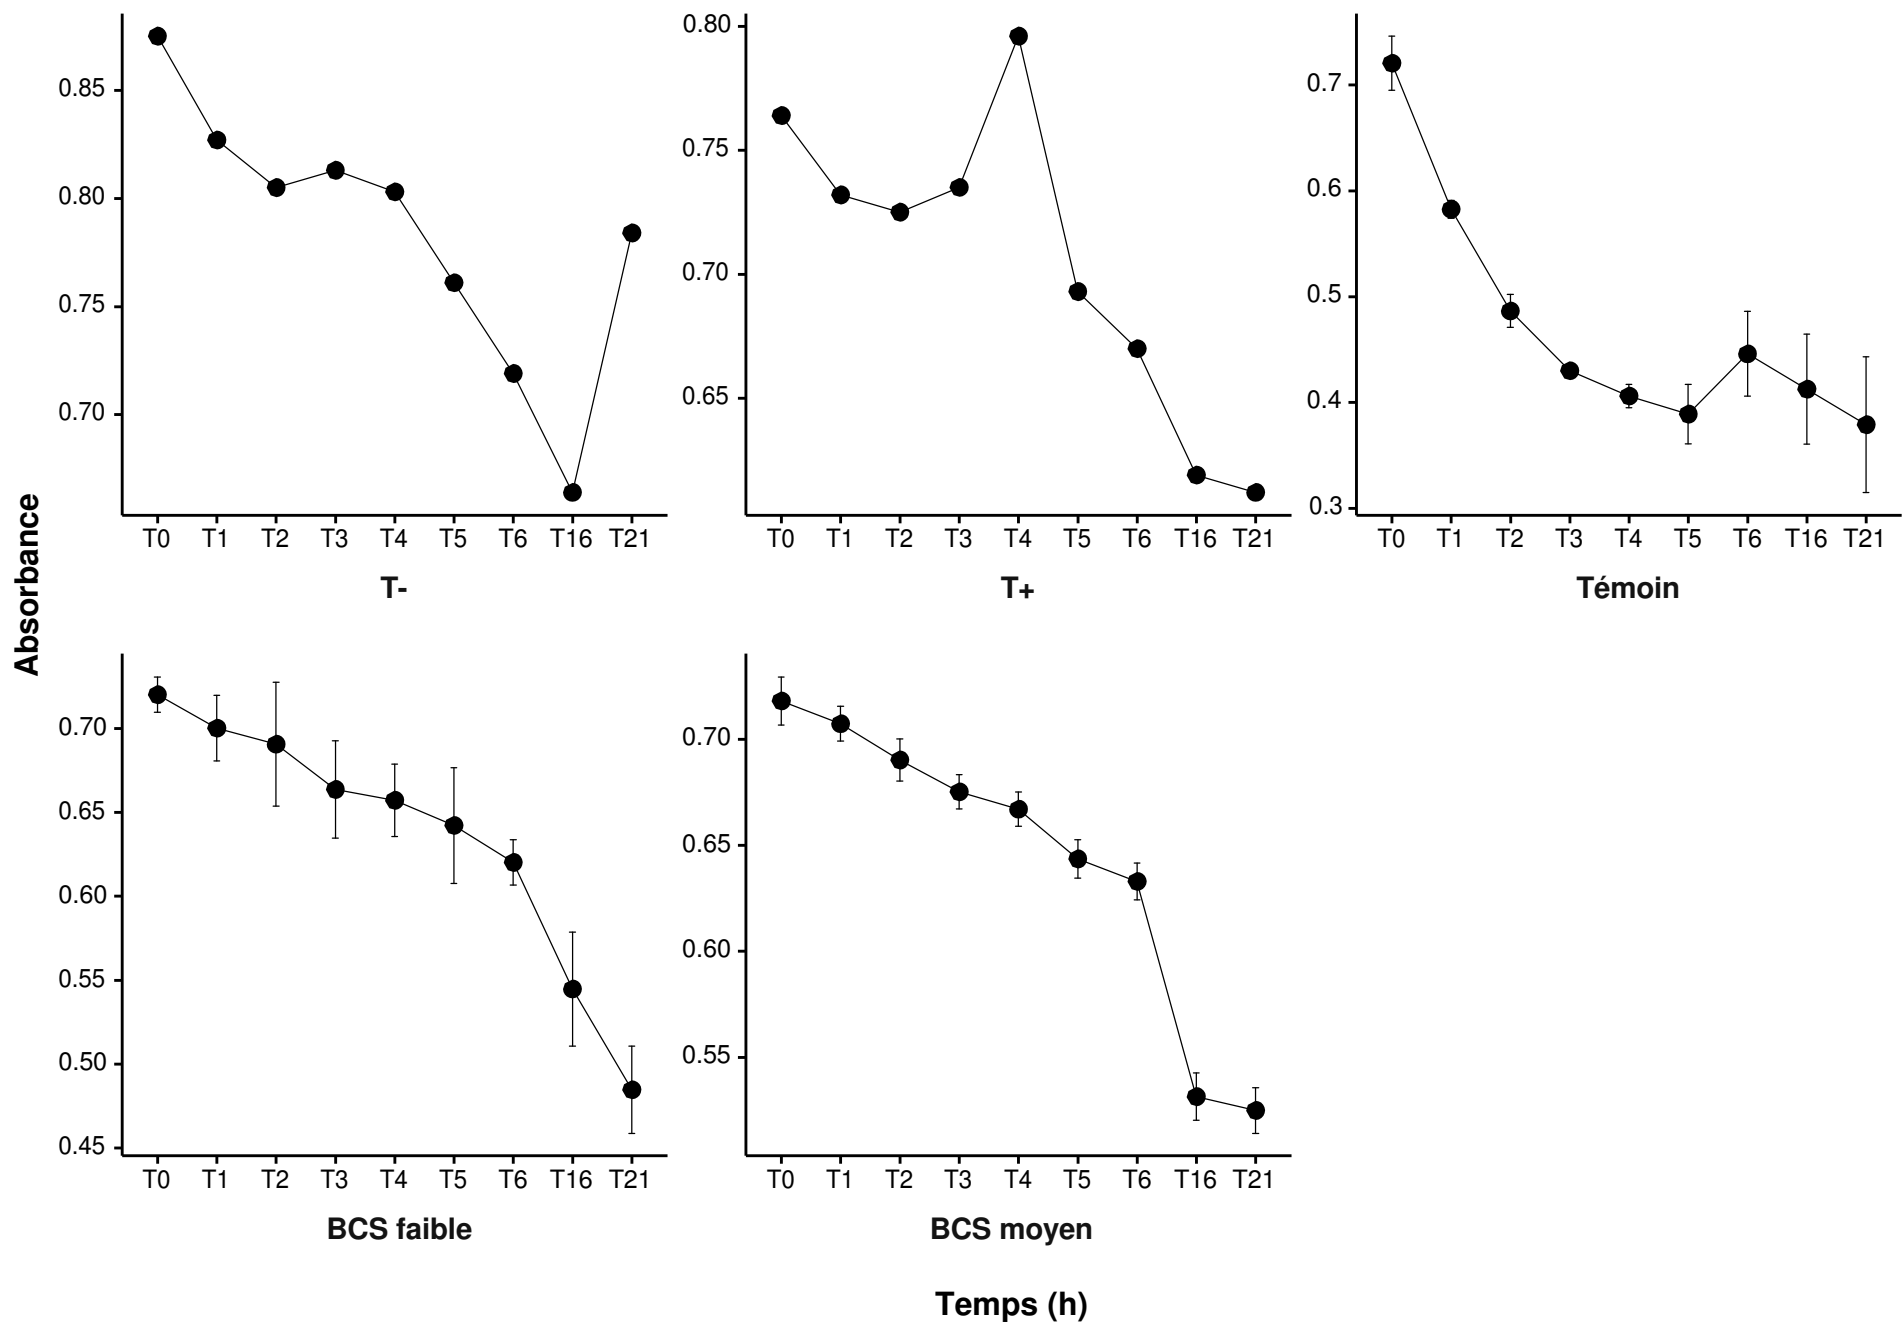 Absorbance
0.85
0.80
0.75
0.70
T0 T1 T2 T3 T4 T5 T6 T16 T21
T-
0.80
0.75
0.70
0.65
T0 T1 T2 T3 T4 T5 T6 T16 T21
T+
0.7
0.6
0.5
0.4
0.3
T0 T1 T2 T3 T4 T5 T6 T16 T21
Témoin
0.70
0.65
0.60
0.55
0.50
0.45
T0 T1 T2 T3 T4 T5 T6 T16 T21
BCS faible
0.70
0.65
0.60
0.55
T0 T1 T2 T3 T4 T5 T6 T16 T21
BCS moyen
Temps (h)